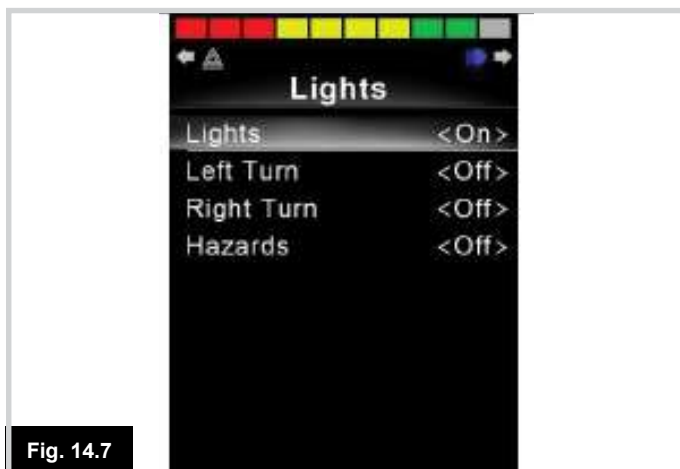 Lights
Lights <On>
Left Turn <Off>
Right Turn <Off>
Hazards <Off>
Fig. 14.7